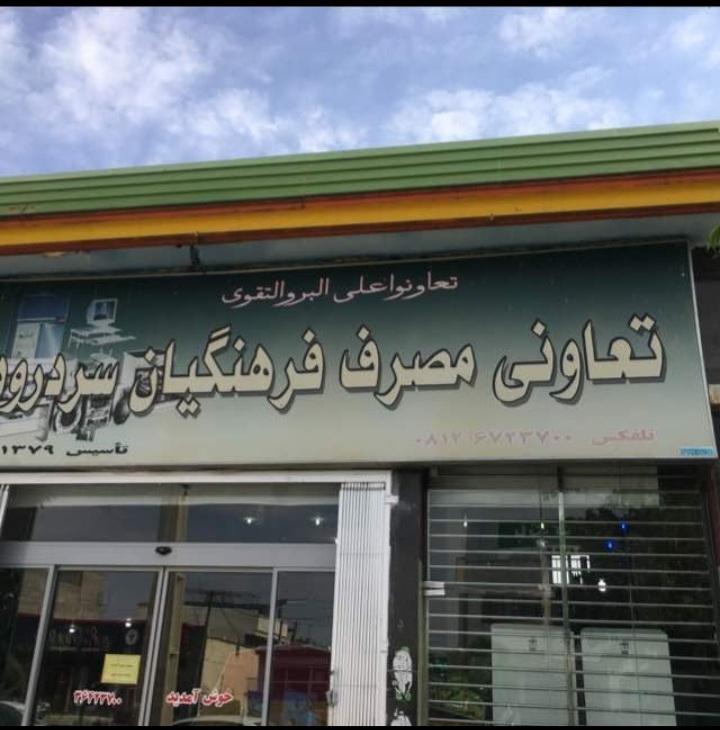 تعاونوا علی البر والتقوی
تعاونی مصرف فرهنگیان سردرود
تلفکس ۰۸۱۲ ۶۷۲۳۷۰۰
تأسیس ۱۳۷۹
خوش آمدید